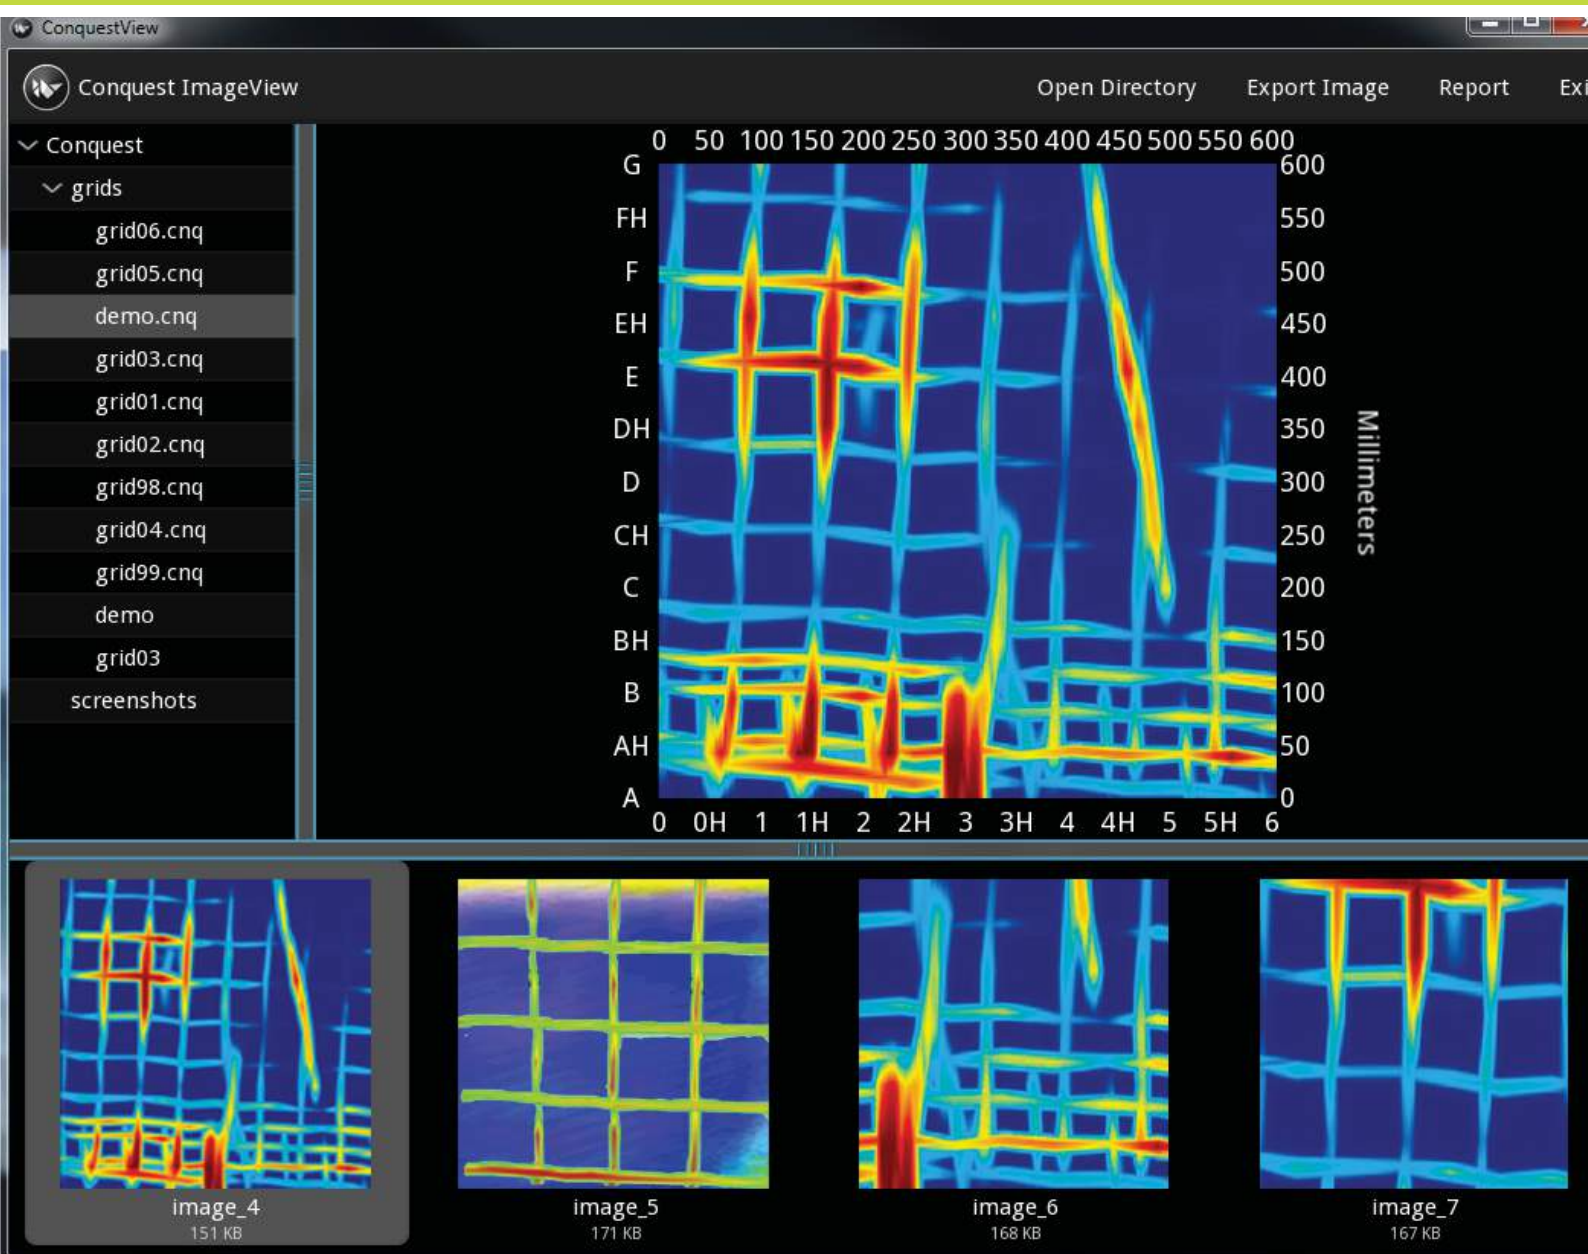 ConquestView
Conquest ImageView
Open Directory Export Image Report Exi
Conquest
grids
grid06.cnq
grid05.cnq
demo.cnq
grid03.cnq
grid01.cnq
grid02.cnq
grid98.cnq
grid04.cnq
grid99.cnq
demo
grid03
screenshots
0 50 100 150 200 250 300 350 400 450 500 550 600
G 600
FH 550
F 500
EH 450
E 400
DH 350
D 300
CH 250
C 200
BH 150
B 100
AH 50
A 0
Millimeters
0 0H 1 1H 2 2H 3 3H 4 4H 5 5H 6
image_4 image_5 image_6 image_7
151 KB 171 KB 168 KB 167 KB